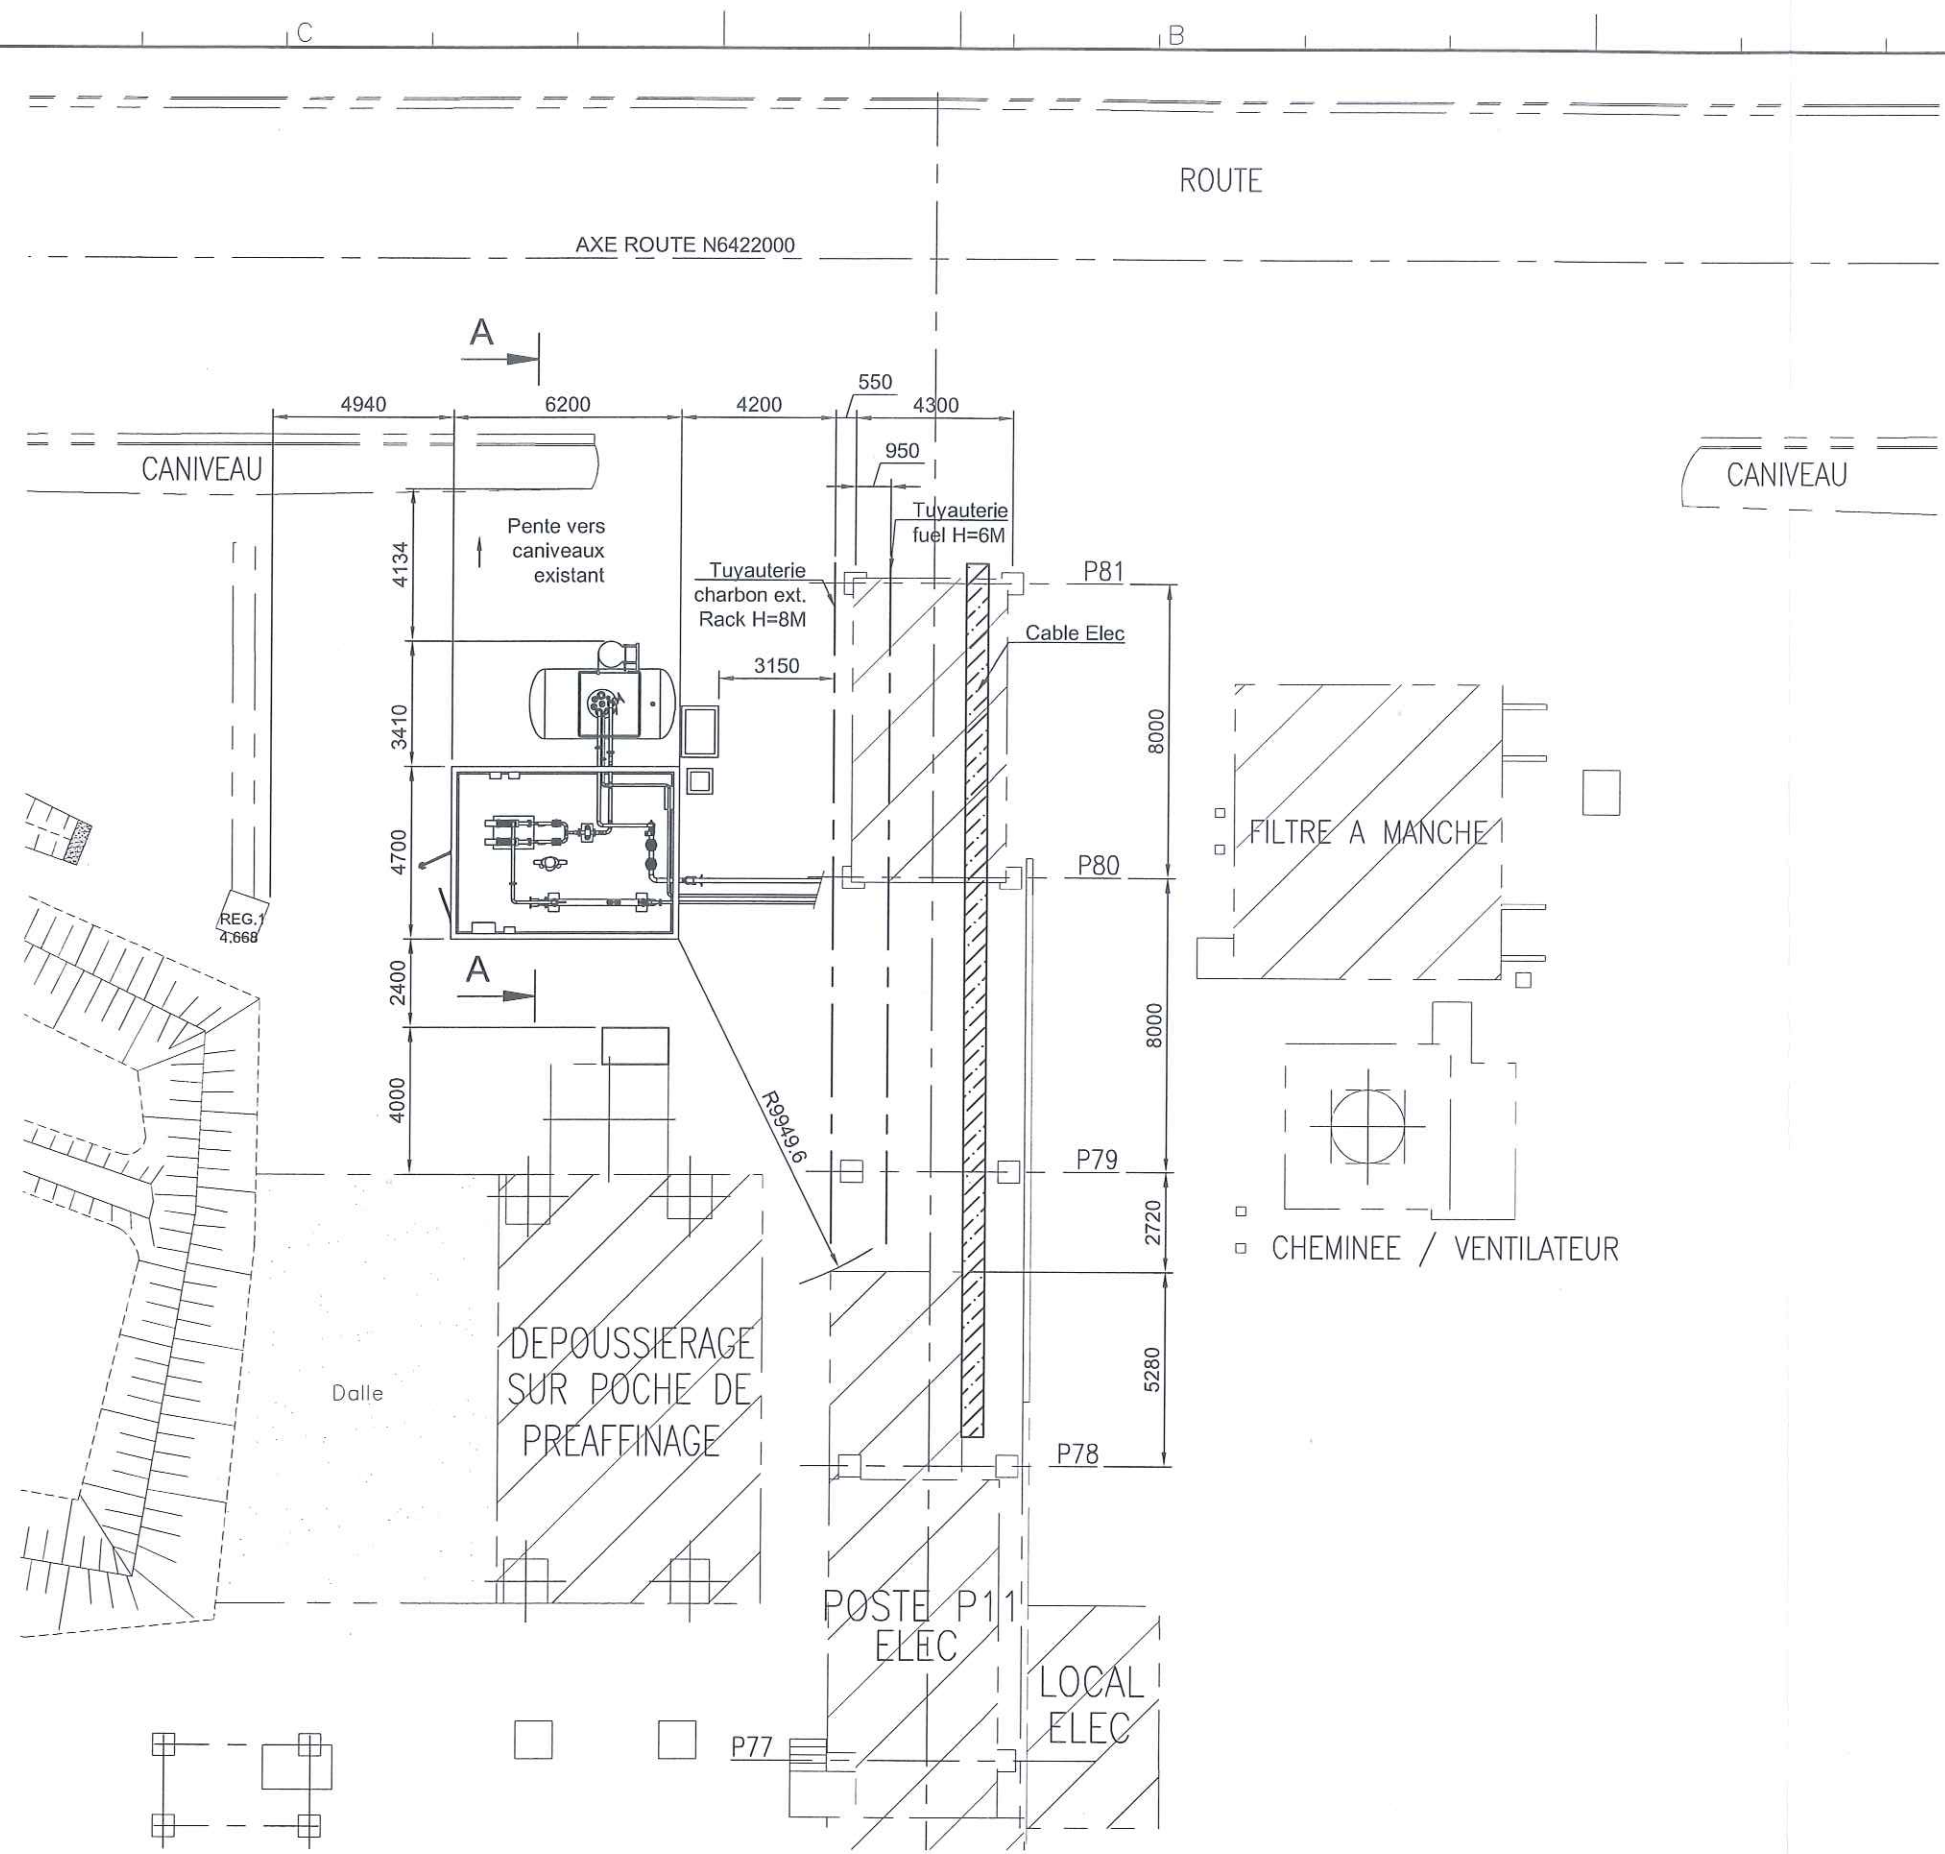 C
B
ROUTE
AXE ROUTE N6422000
A
550
4940
6200
4200
4300
950
CANIVEAU
CANIVEAU
Tuyauterie
fuel H=6M
Pente vers
caniveaux
existant
4134
Tuyauterie
charbon ext.
Rack H=8M
P81
Cable Elec
3150
3410
8000
FILTRE A MANCHE
4700
P80
REG.1
4.668
A
2400
8000
4000
R9949.6
P79
2720
CHEMINEE / VENTILATEUR
DEPOUSSIERAGE
SUR POCHE DE
PREAFFINAGE
Dalle
5280
P78
POSTE P11
ELEC
LOCAL
ELEC
P77